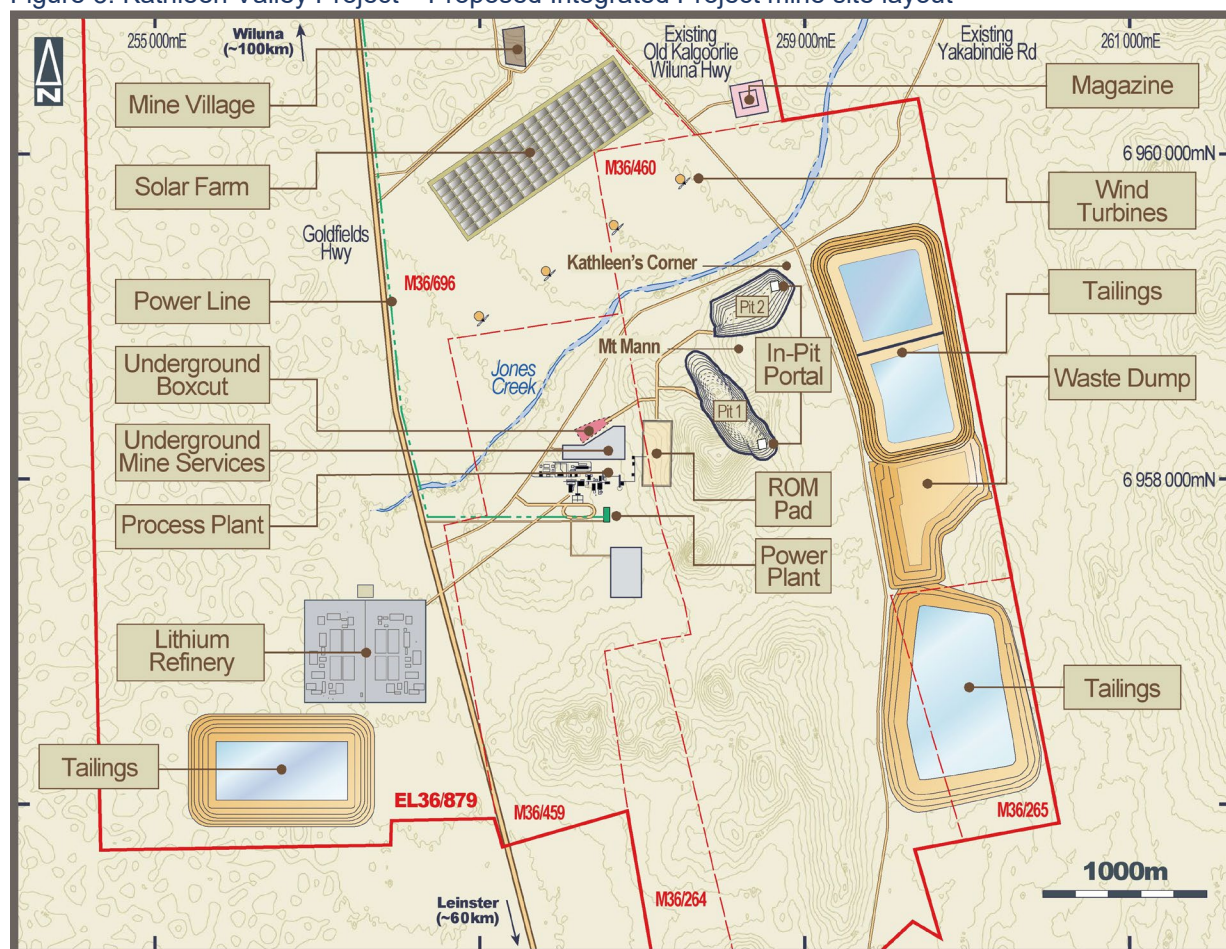 Figure 6: Kathleen Valley Project – Proposed Integrated Project mine site layout
255 000mE
Wiluna
(~100km)
Existing
Old Kalgoorlie
Wiluna Hwy
259 000mE
Existing
Yakabindie Rd
261 000mE
N
Mine Village
Magazine
Solar Farm
M36/460
6 960 000mN
Wind
Turbines
Goldfields
Hwy
Kathleen's Corner
M36/696
Power Line
Tailings
Pit 2
Mt Mann
In-Pit
Portal
Underground
Boxcut
Jones
Creek
Waste Dump
Pit 1
Underground
Mine Services
ROM
Pad
6 958 000mN
Process Plant
Power
Plant
Lithium
Refinery
Tailings
Tailings
EL36/879
M36/459
M36/265
1000m
M36/264
Leinster
(~60km)